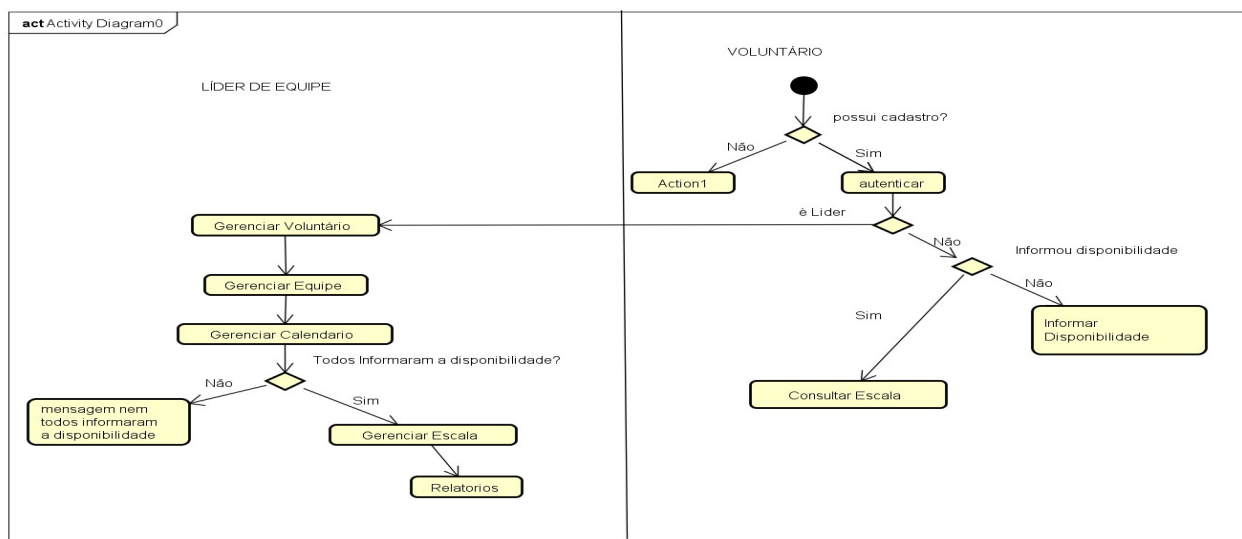 act Activity Diagram0
LÍDER DE EQUIPE
VOLUNTÁRIO
possui cadastro?
Não
Sim
Action1
autenticar
è Lider
Não
Informou disponibilidade
Não
Sim
Informar
Disponibilidade
Consultar Escala
Gerenciar Voluntário
Gerenciar Equipe
Gerenciar Calendario
Todos Informaram a disponibilidade?
Não
Sim
mensagem nem
todos informaram
a disponibilidade
Gerenciar Escala
Relatorios